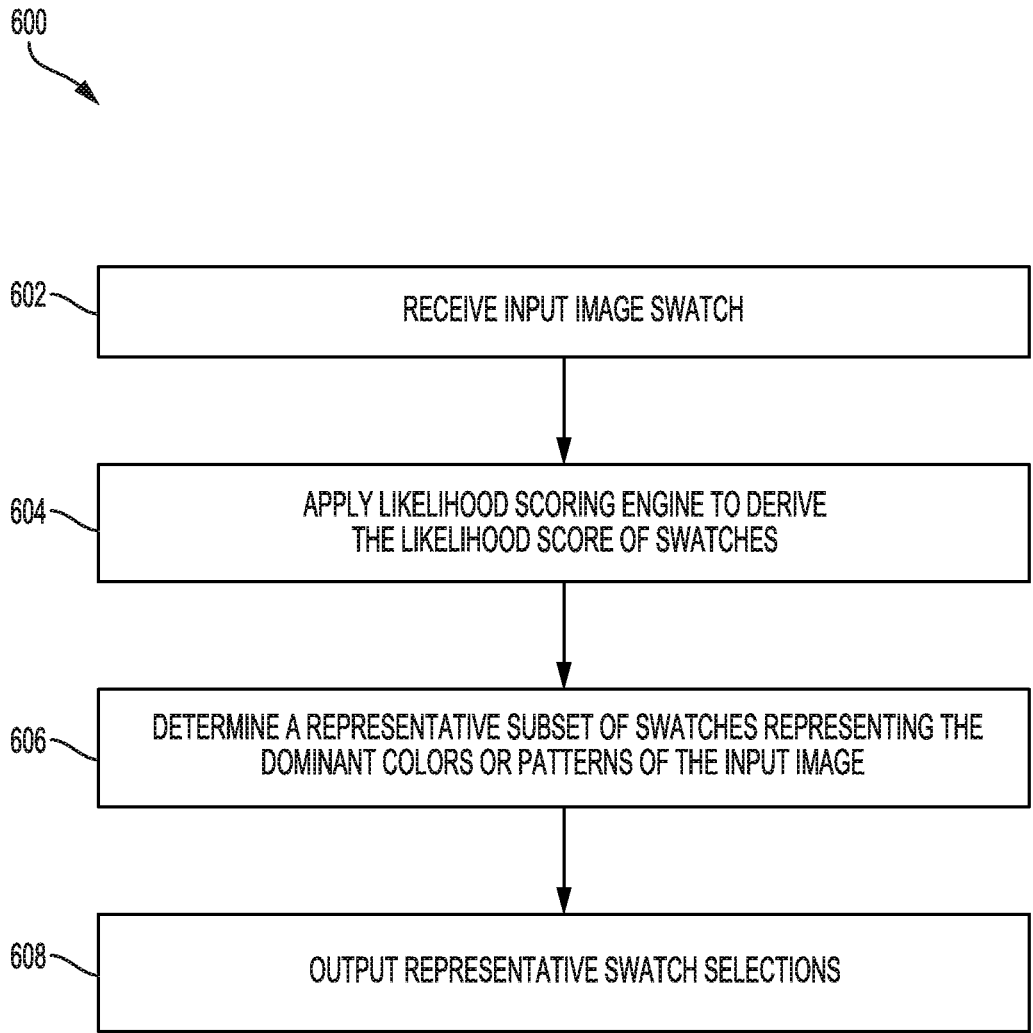 600
602
RECEIVE INPUT IMAGE SWATCH
604
APPLY LIKELIHOOD SCORING ENGINE TO DERIVE
THE LIKELIHOOD SCORE OF SWATCHES
606
DETERMINE A REPRESENTATIVE SUBSET OF SWATCHES REPRESENTING THE
DOMINANT COLORS OR PATTERNS OF THE INPUT IMAGE
608
OUTPUT REPRESENTATIVE SWATCH SELECTIONS